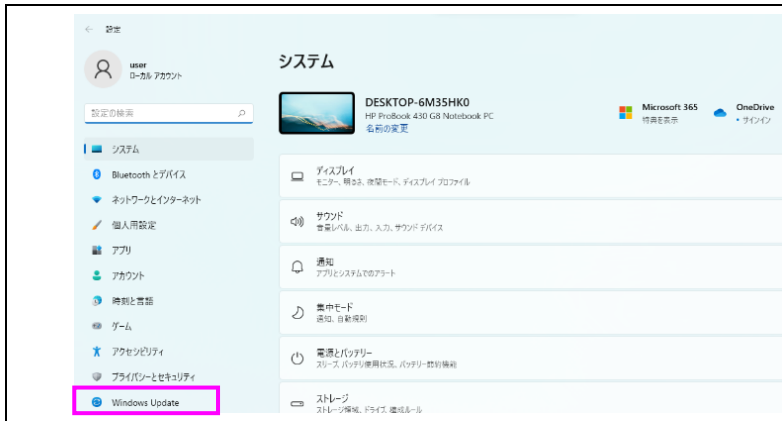 設定
user
ローカル アカウント
設定の検索
システム
Bluetooth とデバイス
ネットワークとインターネット
個人用設定
アプリ
アカウント
時刻と言語
ゲーム
アクセシビリティ
プライバシーとセキュリティ
Windows Update
システム
DESKTOP-6M35HK0
HP ProBook 430 G8 Notebook PC
名前の変更
Microsoft 365
特典を表示
OneDrive
• サインイン
ディスプレイ
モニター、明るさ、夜間モード、ディスプレイ プロファイル
サウンド
音量レベル、出力、入力、サウンド デバイス
通知
アプリとシステムでのアラート
集中モード
通知、自動規則
電源とバッテリー
スリープ、バッテリ使用状況、バッテリー節約機能
ストレージ
ストレージ領域、ドライブ、構成ルール